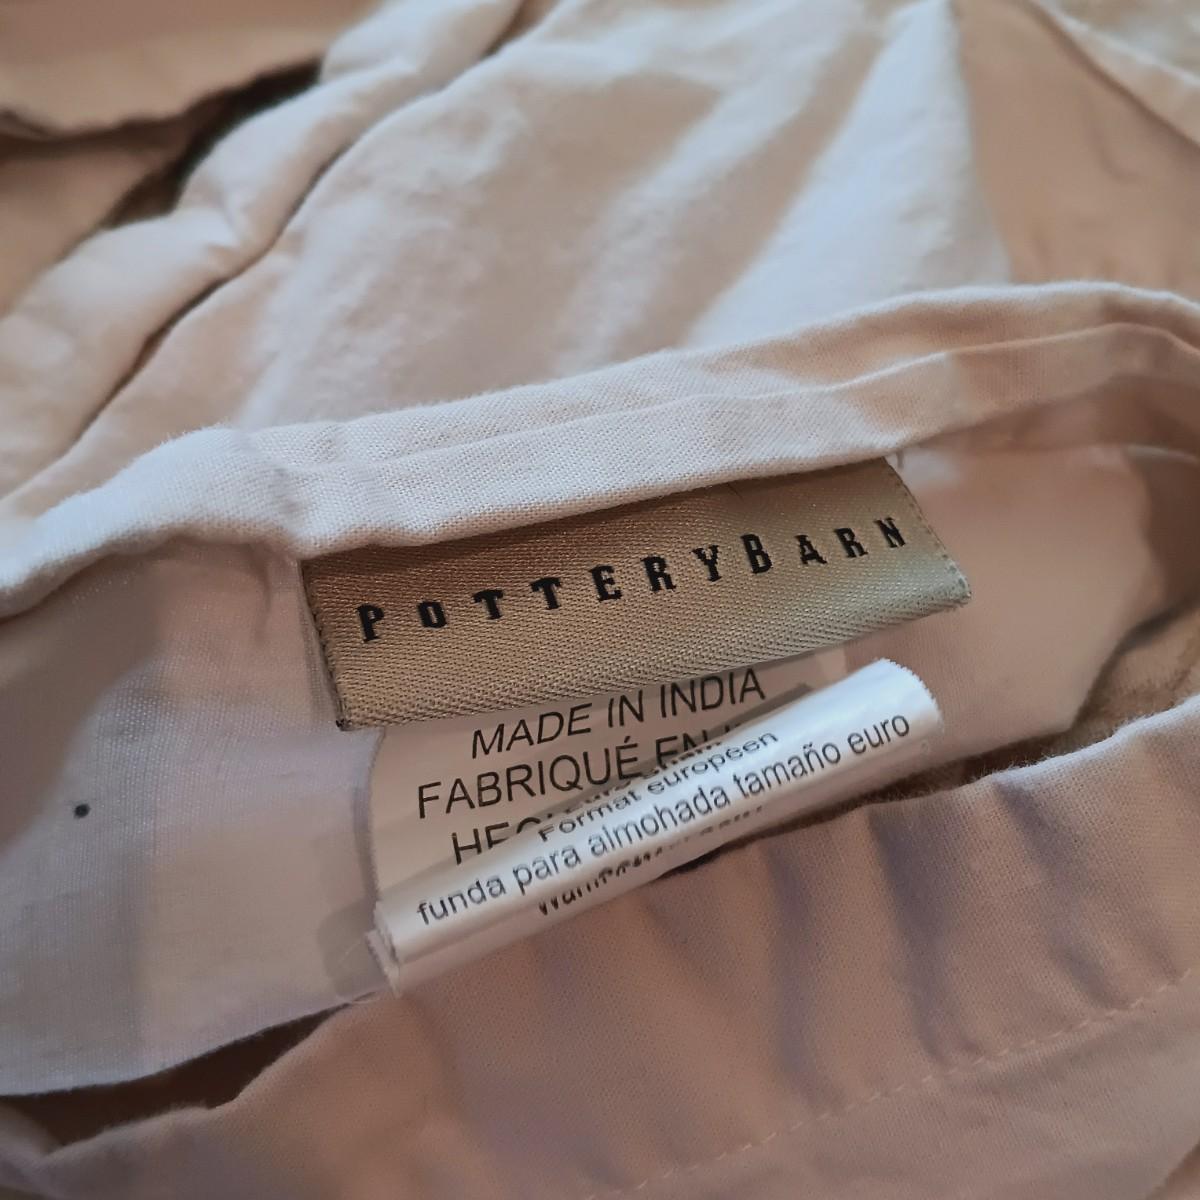 POTTERYBARN
MADE IN INDIA
FABRIQUÉ EN
Format européen
funda para almohada tamaño euro